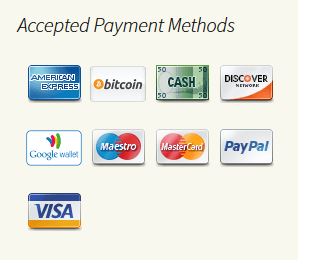 Accepted Payment Methods
AMERICAN EXPRESS
bitcoin
50 50
CASH
50 50
DISCOVER
NETWORK
Google wallet
Maestro
MasterCard
PayPal
VISA